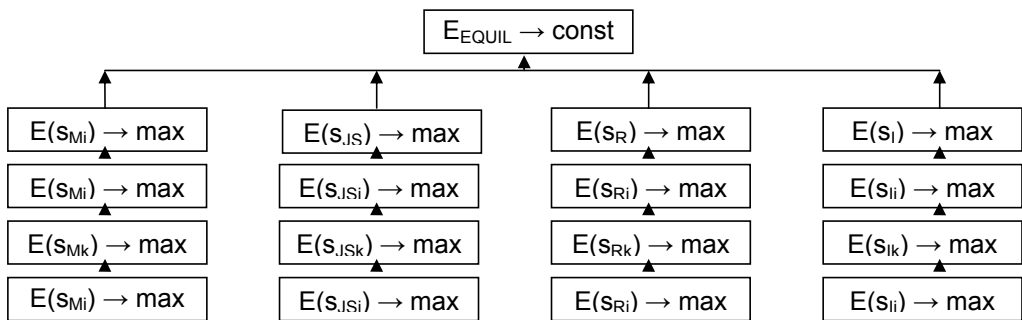 E_EQUIL → const
E(s_Mi) → max E(s_JS) → max E(s_R) → max E(s_I) → max
E(s_Mi) → max E(s_JSi) → max E(s_Ri) → max E(s_Ii) → max
E(s_Mk) → max E(s_JSk) → max E(s_Rk) → max E(s_Ik) → max
E(s_Mi) → max E(s_JSi) → max E(s_Ri) → max E(s_Ii) → max